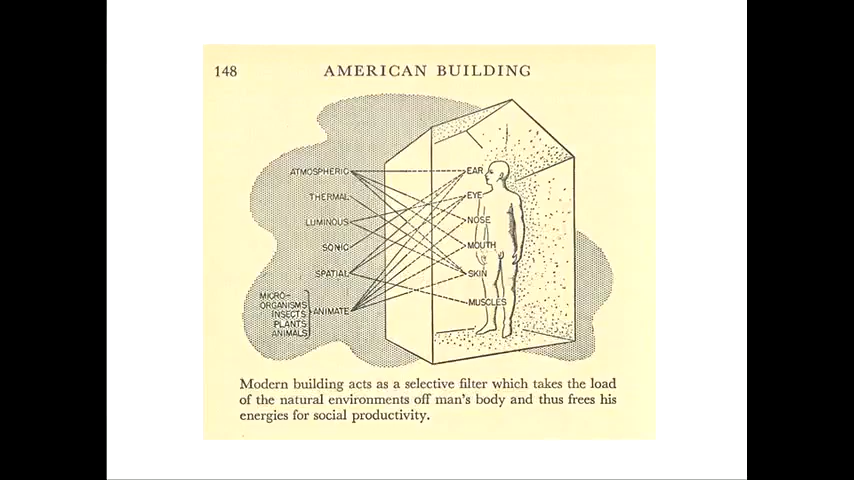 148
AMERICAN BUILDING
ATMOSPHERIC
THERMAL
LUMINOUS
SONIC
SPATIAL
MICRO-
ORGANISMS
INSECTS
PLANTS
ANIMALS
ANIMATE
EAR
EYE
NOSE
MOUTH
SKIN
MUSCLES
Modern building acts as a selective filter which takes the load
of the natural environments off man's body and thus frees his
energies for social productivity.